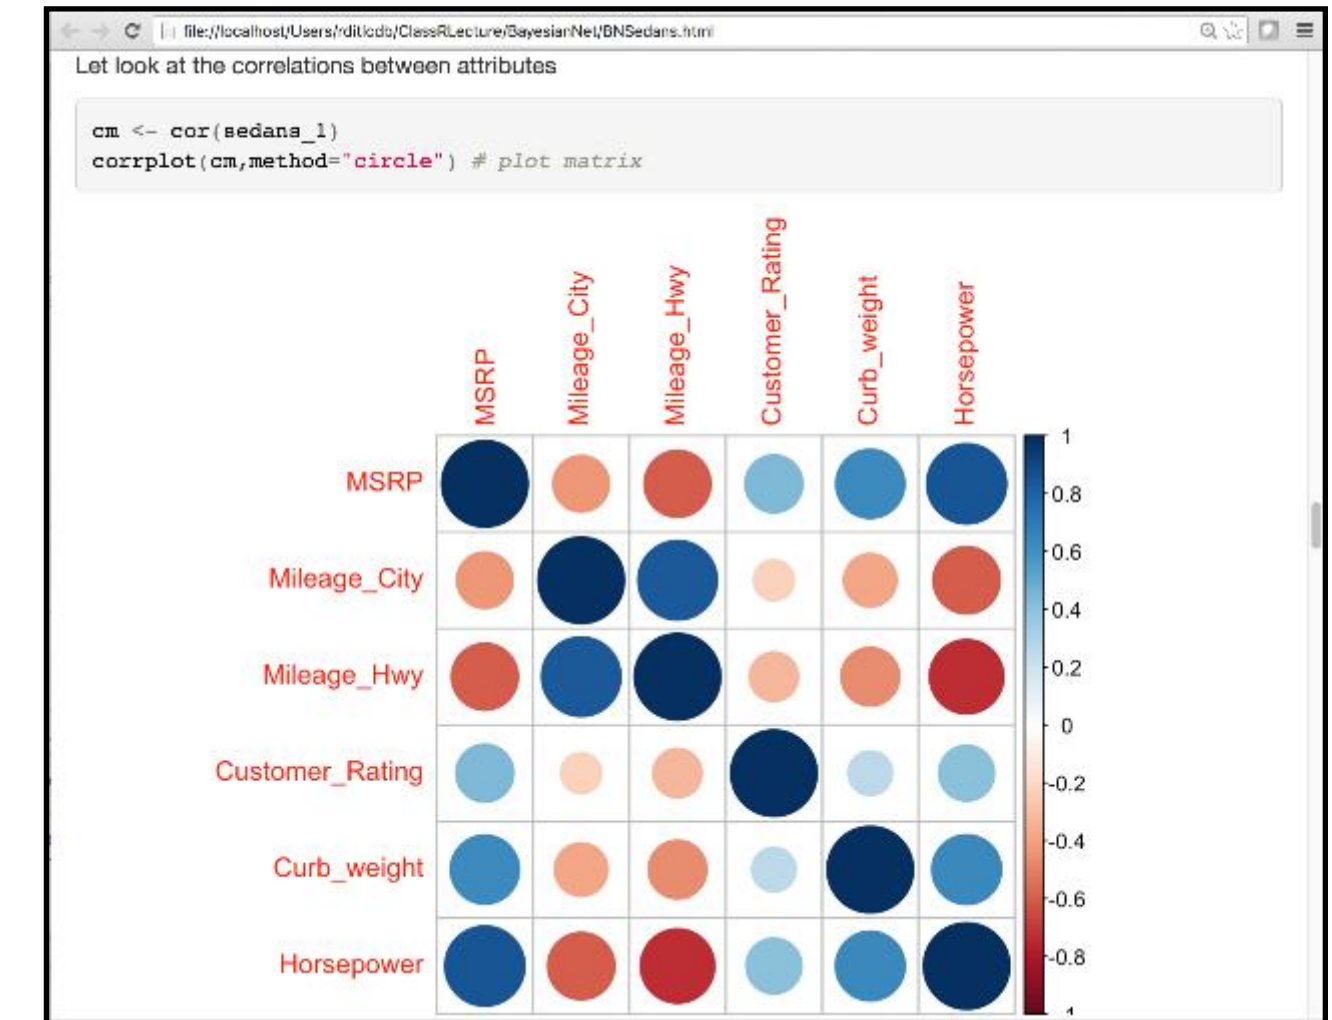 file://localhost/Users/rditlodb/ClassRLecture/BayesianNet/BNSedans.html
Let look at the correlations between attributes
cm <- cor(sedans_1)
corrplot(cm,method="circle") # plot matrix
MSRP
Mileage_City
Mileage_Hwy
Customer_Rating
Curb_weight
Horsepower
MSRP
Mileage_City
Mileage_Hwy
Customer_Rating
Curb_weight
Horsepower
1
0.8
0.6
0.4
0.2
0
-0.2
-0.4
-0.6
-0.8